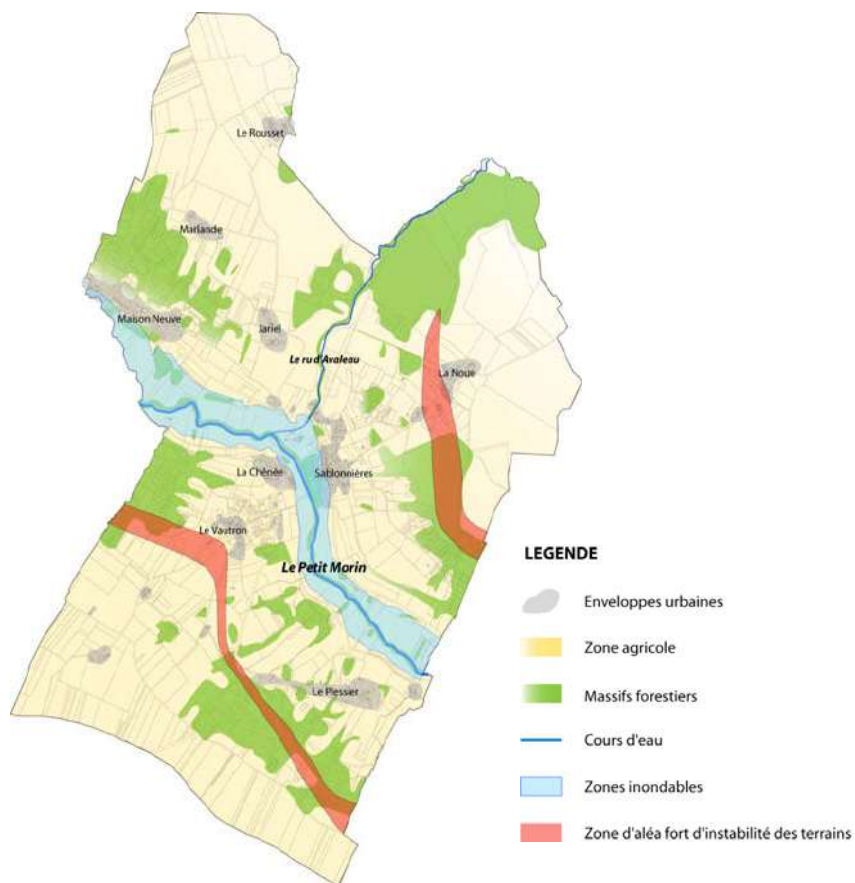 Le Rousset
Marlande
Maison Neuve
Jariel
Le ru d'Avaleau
La Noue
La Chênée
Sablonnières
Le Vautron
Le Petit Morin
Le Plessier
LEGENDE
Enveloppes urbaines
Zone agricole
Massifs forestiers
Cours d'eau
Zones inondables
Zone d'aléa fort d'instabilité des terrains